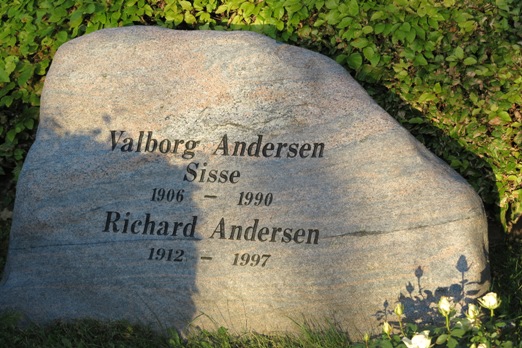 Valborg Andersen
Sisse
1906 – 1990
Richard Andersen
1912 – 1997